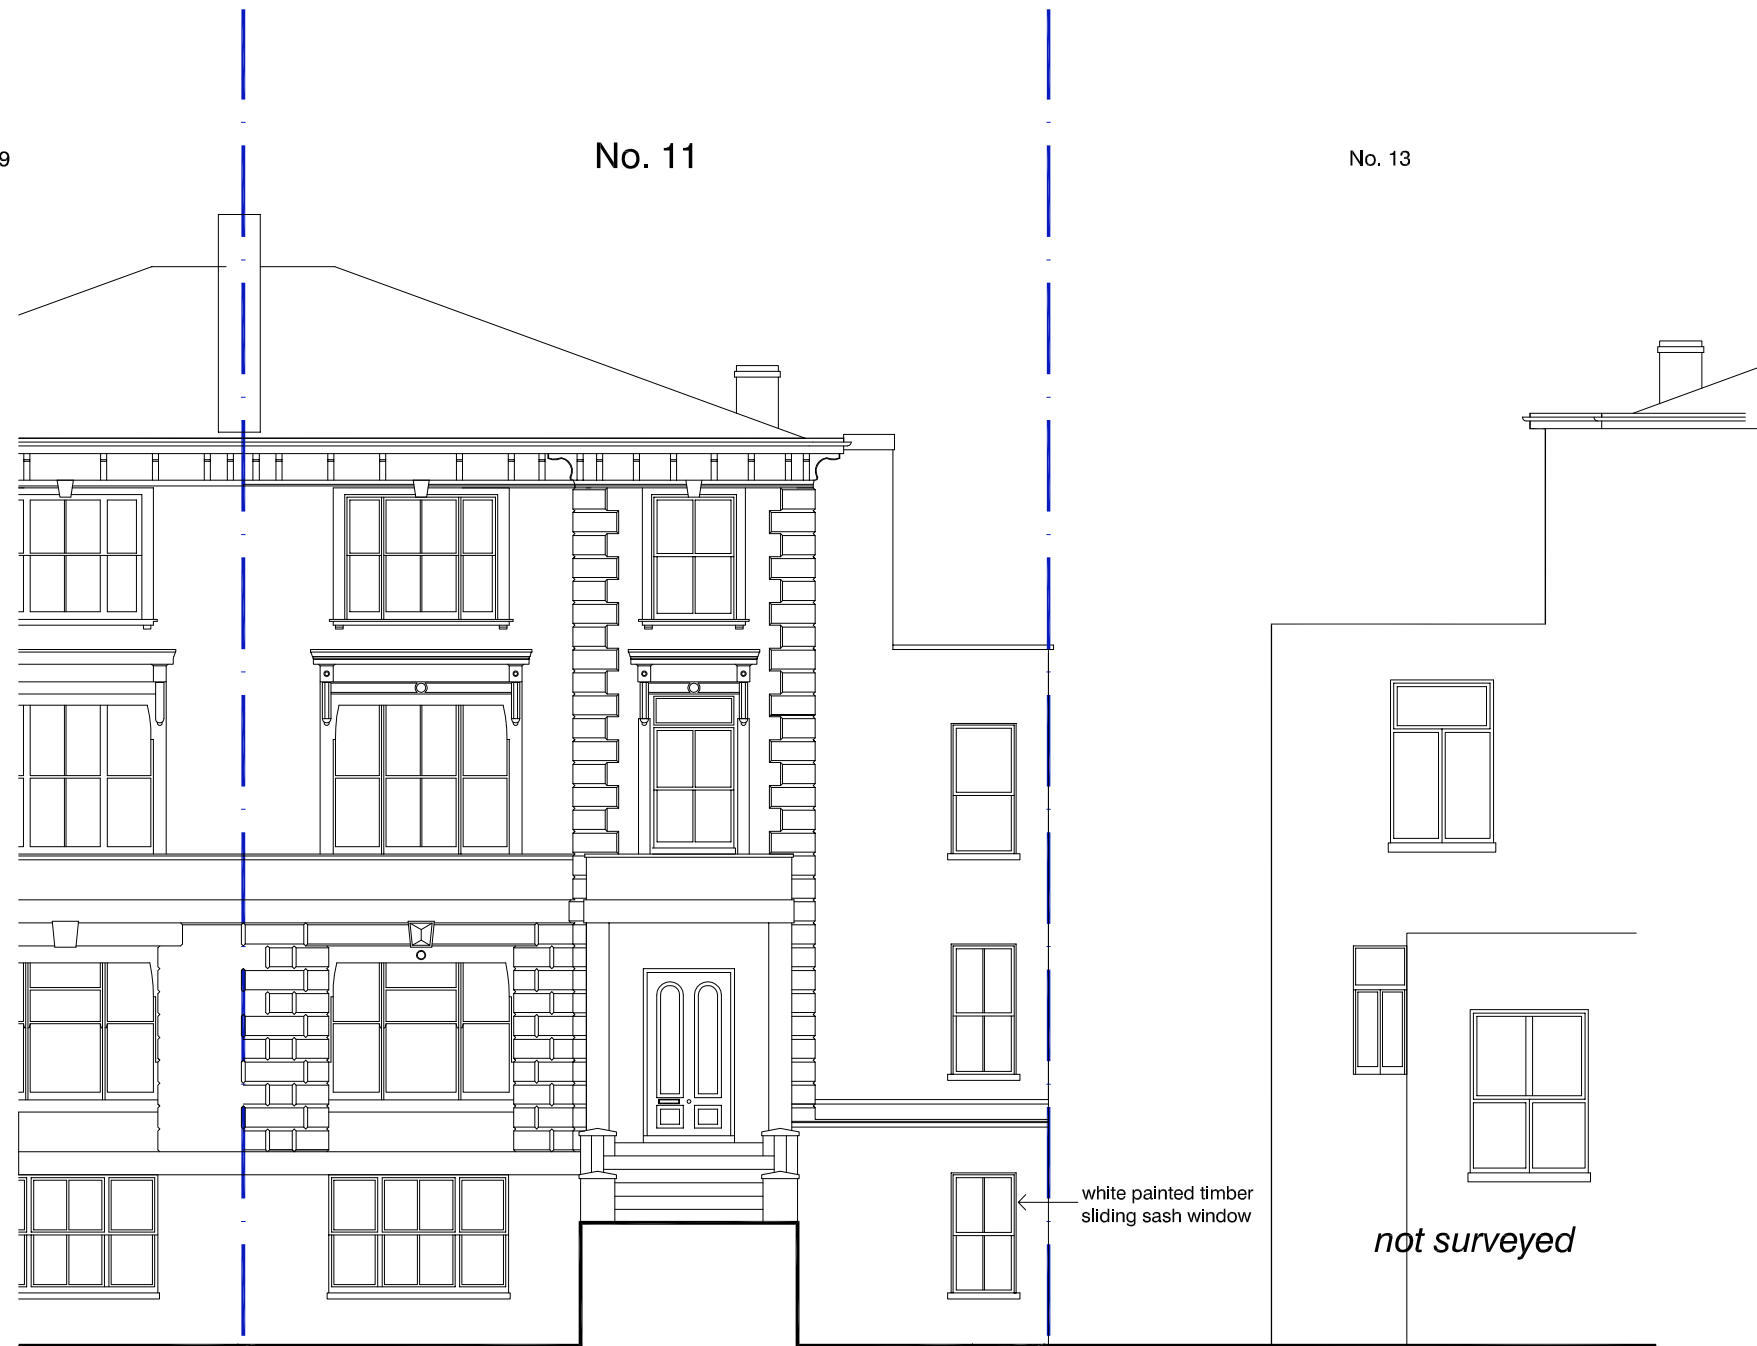 9
No. 11
No. 13
white painted timber
sliding sash window
not surveyed